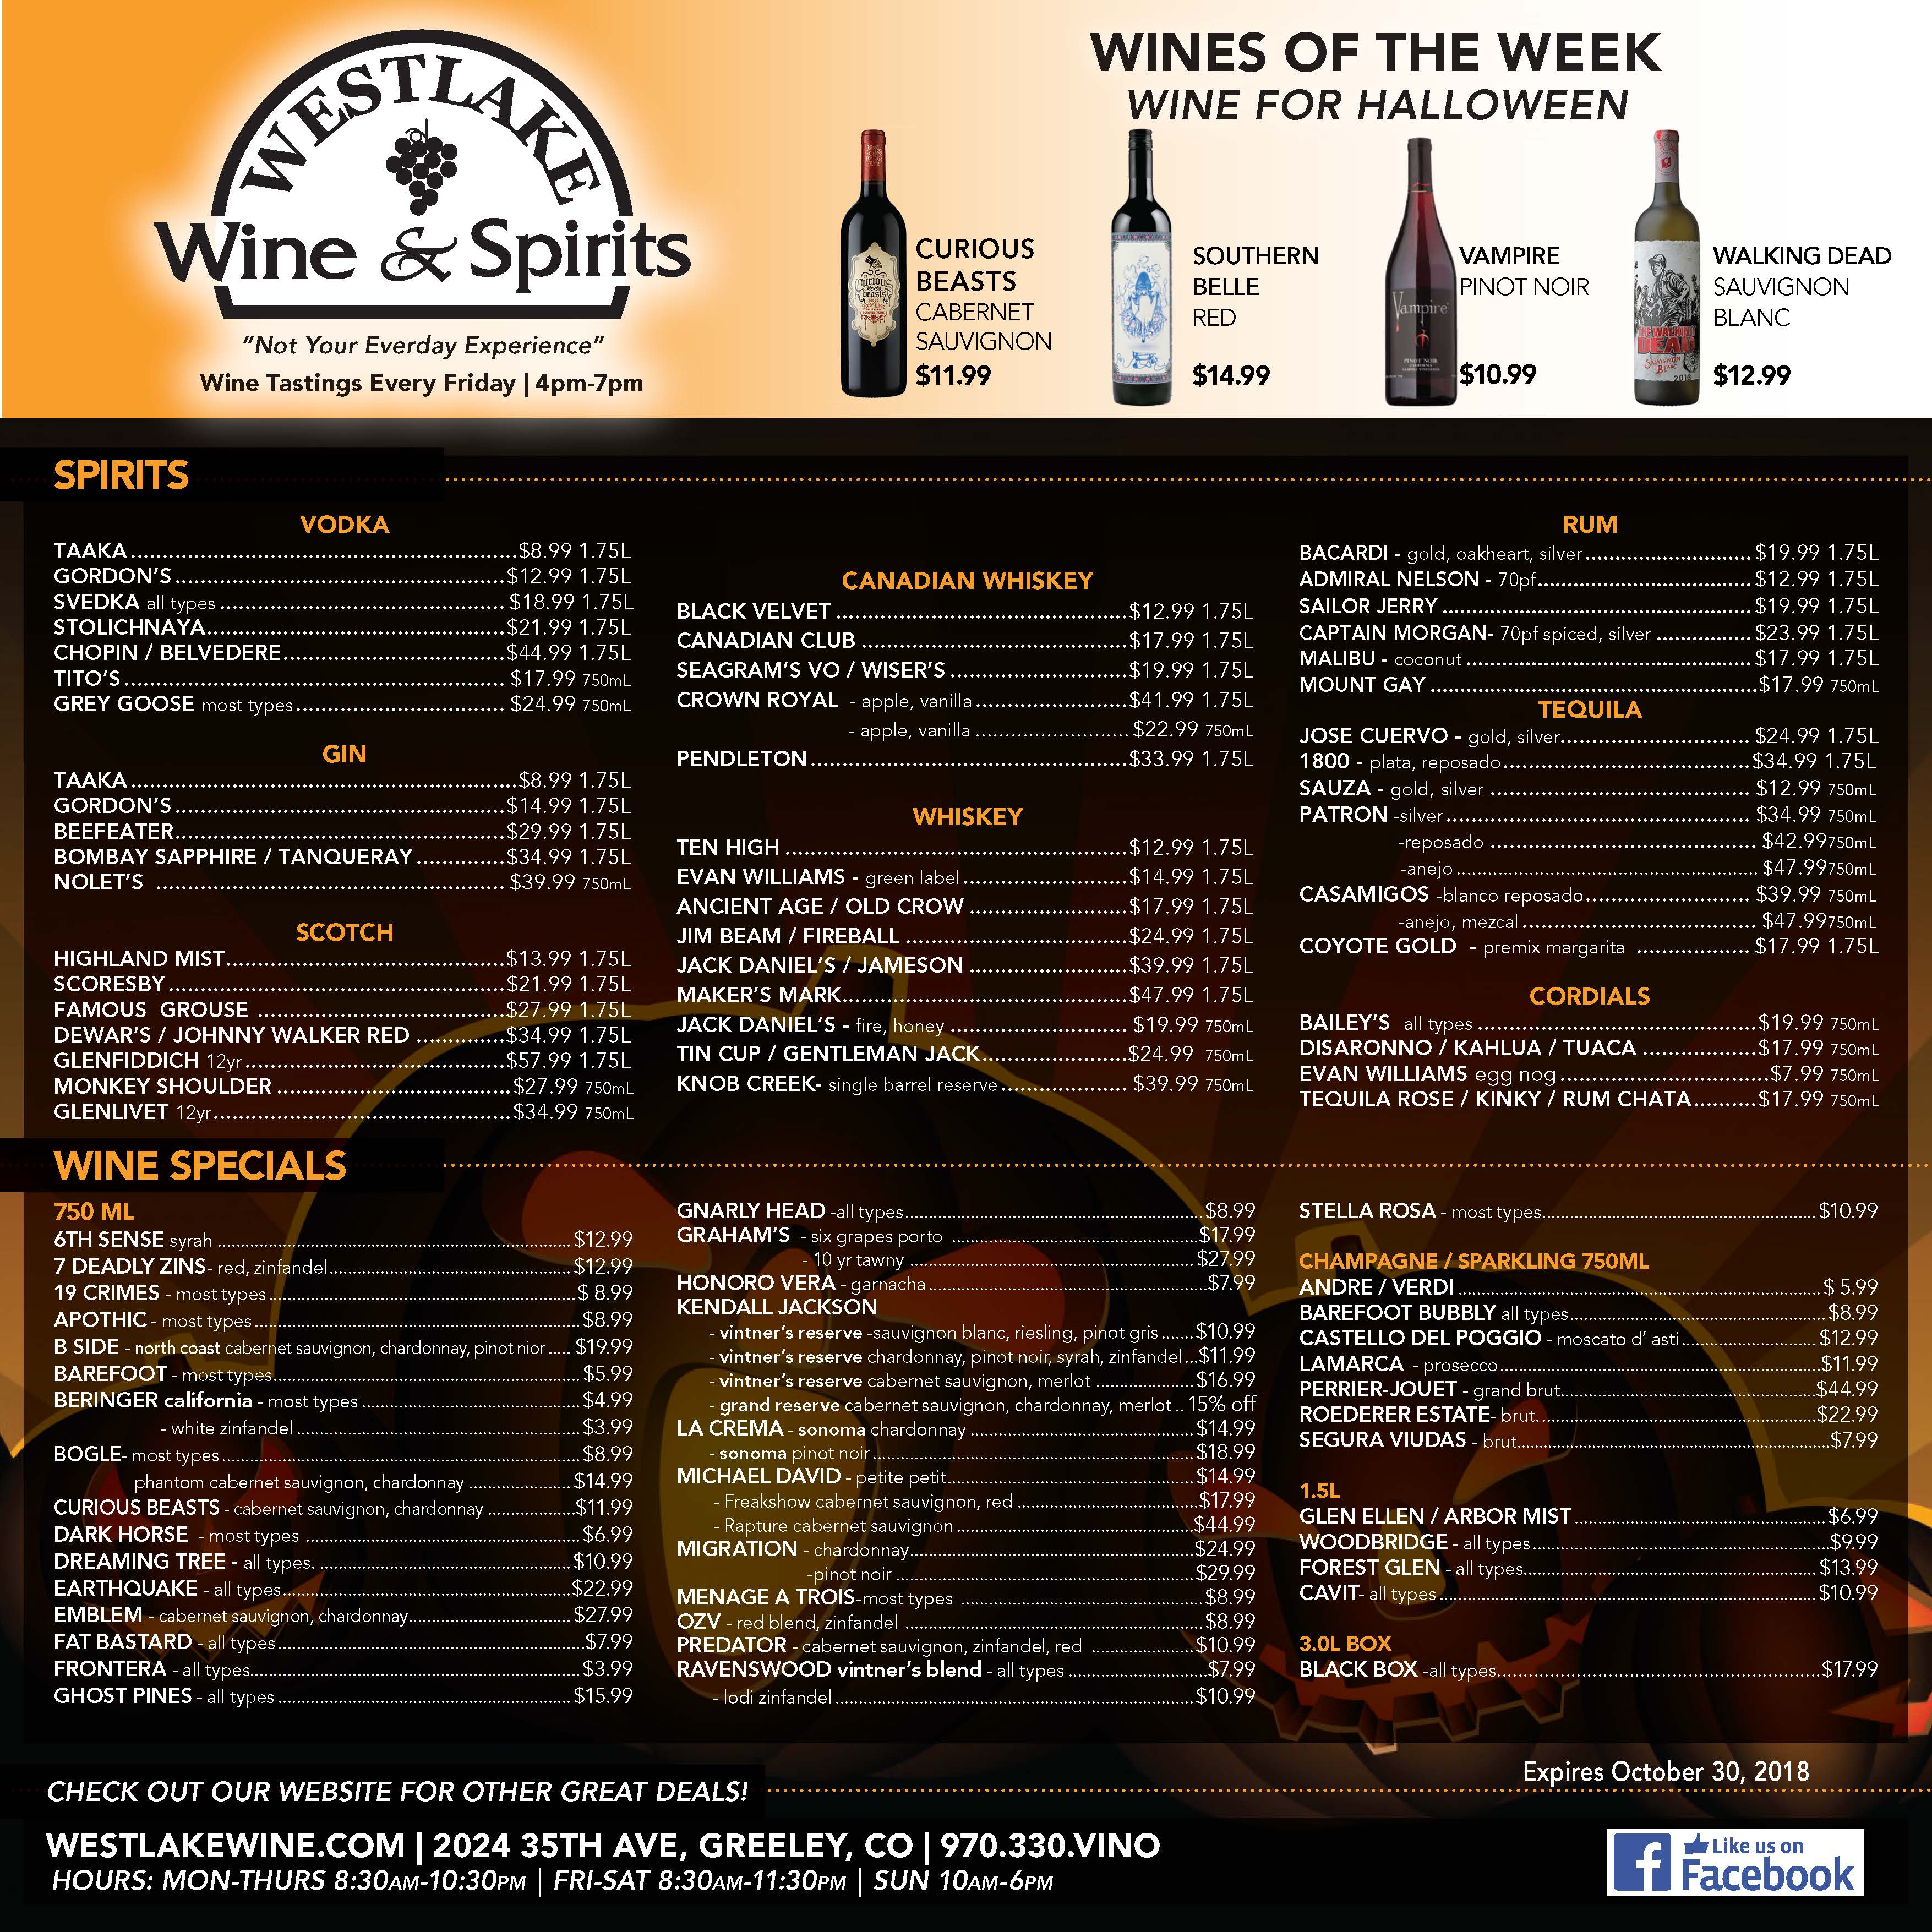 WESTLAKE
Wine & Spirits
"Not Your Everday Experience"
Wine Tastings Every Friday | 4pm-7pm
WINES OF THE WEEK
WINE FOR HALLOWEEN
Curious
beasts
CURIOUS
BEASTS
CABERNET
SAUVIGNON
$11.99
SOUTHERN
BELLE
RED
$14.99
Vampire
PINOT NOIR
VAMPIRE
PINOT NOIR
$10.99
THE WALKING
DEAD
Sauvignon
Blanc
WALKING DEAD
SAUVIGNON
BLANC
$12.99
SPIRITS
VODKA
TAAKA $8.99 1.75L
GORDON'S $12.99 1.75L
SVEDKA all types $18.99 1.75L
STOLICHNAYA $21.99 1.75L
CHOPIN / BELVEDERE $44.99 1.75L
TITO'S $17.99 750mL
GREY GOOSE most types $24.99 750mL
GIN
TAAKA $8.99 1.75L
GORDON'S $14.99 1.75L
BEEFEATER $29.99 1.75L
BOMBAY SAPPHIRE / TANQUERAY $34.99 1.75L
NOLET'S $39.99 750mL
SCOTCH
HIGHLAND MIST $13.99 1.75L
SCORESBY $21.99 1.75L
FAMOUS GROUSE $27.99 1.75L
DEWAR'S / JOHNNY WALKER RED $34.99 1.75L
GLENFIDDICH 12yr $57.99 1.75L
MONKEY SHOULDER $27.99 750mL
GLENLIVET 12yr $34.99 750mL
CANADIAN WHISKEY
BLACK VELVET $12.99 1.75L
CANADIAN CLUB $17.99 1.75L
SEAGRAM'S VO / WISER'S $19.99 1.75L
CROWN ROYAL - apple, vanilla $41.99 1.75L
- apple, vanilla $22.99 750mL
PENDLETON $33.99 1.75L
WHISKEY
TEN HIGH $12.99 1.75L
EVAN WILLIAMS - green label $14.99 1.75L
ANCIENT AGE / OLD CROW $17.99 1.75L
JIM BEAM / FIREBALL $24.99 1.75L
JACK DANIEL'S / JAMESON $39.99 1.75L
MAKER'S MARK $47.99 1.75L
JACK DANIEL'S - fire, honey $19.99 750mL
TIN CUP / GENTLEMAN JACK $24.99 750mL
KNOB CREEK- single barrel reserve $39.99 750mL
RUM
BACARDI - gold, oakheart, silver $19.99 1.75L
ADMIRAL NELSON - 70pf $12.99 1.75L
SAILOR JERRY $19.99 1.75L
CAPTAIN MORGAN- 70pf spiced, silver $23.99 1.75L
MALIBU - coconut $17.99 1.75L
MOUNT GAY $17.99 750mL
TEQUILA
JOSE CUERVO - gold, silver $24.99 1.75L
1800 - plata, reposado $34.99 1.75L
SAUZA - gold, silver $12.99 750mL
PATRON -silver $34.99 750mL
-reposado $42.99750mL
-anejo $47.99750mL
CASAMIGOS -blanco reposado $39.99 750mL
-anejo, mezcal $47.99750mL
COYOTE GOLD - premix margarita $17.99 1.75L
CORDIALS
BAILEY'S all types $19.99 750mL
DISARONNO / KAHLUA / TUACA $17.99 750mL
EVAN WILLIAMS egg nog $7.99 750mL
TEQUILA ROSE / KINKY / RUM CHATA $17.99 750mL
WINE SPECIALS
750 ML
6TH SENSE syrah $12.99
7 DEADLY ZINS- red, zinfandel $12.99
19 CRIMES - most types $ 8.99
APOTHIC - most types $8.99
B SIDE - north coast cabernet sauvignon, chardonnay, pinot nior $19.99
BAREFOOT - most types $5.99
BERINGER california - most types $4.99
- white zinfandel $3.99
BOGLE- most types $8.99
phantom cabernet sauvignon, chardonnay $14.99
CURIOUS BEASTS - cabernet sauvignon, chardonnay $11.99
DARK HORSE - most types $6.99
DREAMING TREE - all types. $10.99
EARTHQUAKE - all types $22.99
EMBLEM - cabernet sauvignon, chardonnay $27.99
FAT BASTARD - all types $7.99
FRONTERA - all types $3.99
GHOST PINES - all types $15.99
GNARLY HEAD -all types $8.99
GRAHAM'S - six grapes porto $17.99
- 10 yr tawny $27.99
HONORO VERA - garnacha $7.99
KENDALL JACKSON
- vintner's reserve -sauvignon blanc, riesling, pinot gris $10.99
- vintner's reserve chardonnay, pinot noir, syrah, zinfandel $11.99
- vintner's reserve cabernet sauvignon, merlot $16.99
- grand reserve cabernet sauvignon, chardonnay, merlot 15% off
LA CREMA - sonoma chardonnay $14.99
- sonoma pinot noir $18.99
MICHAEL DAVID - petite petit $14.99
- Freakshow cabernet sauvignon, red $17.99
- Rapture cabernet sauvignon $44.99
MIGRATION - chardonnay $24.99
-pinot noir $29.99
MENAGE A TROIS-most types $8.99
OZV - red blend, zinfandel $8.99
PREDATOR - cabernet sauvignon, zinfandel, red $10.99
RAVENSWOOD vintner's blend - all types $7.99
- lodi zinfandel $10.99
STELLA ROSA - most types $10.99
CHAMPAGNE / SPARKLING 750ML
ANDRE / VERDI $ 5.99
BAREFOOT BUBBLY all types $8.99
CASTELLO DEL POGGIO - moscato d' asti $12.99
LAMARCA - prosecco $11.99
PERRIER-JOUET - grand brut $44.99
ROEDERER ESTATE- brut $22.99
SEGURA VIUDAS - brut $7.99
1.5L
GLEN ELLEN / ARBOR MIST $6.99
WOODBRIDGE - all types $9.99
FOREST GLEN - all types $13.99
CAVIT- all types $10.99
3.0L BOX
BLACK BOX -all types $17.99
Expires October 30, 2018
CHECK OUT OUR WEBSITE FOR OTHER GREAT DEALS!
WESTLAKEWINE.COM | 2024 35TH AVE, GREELEY, CO | 970.330.VINO
HOURS: MON-THURS 8:30AM-10:30PM | FRI-SAT 8:30AM-11:30PM | SUN 10AM-6PM
f Like us on
Facebook